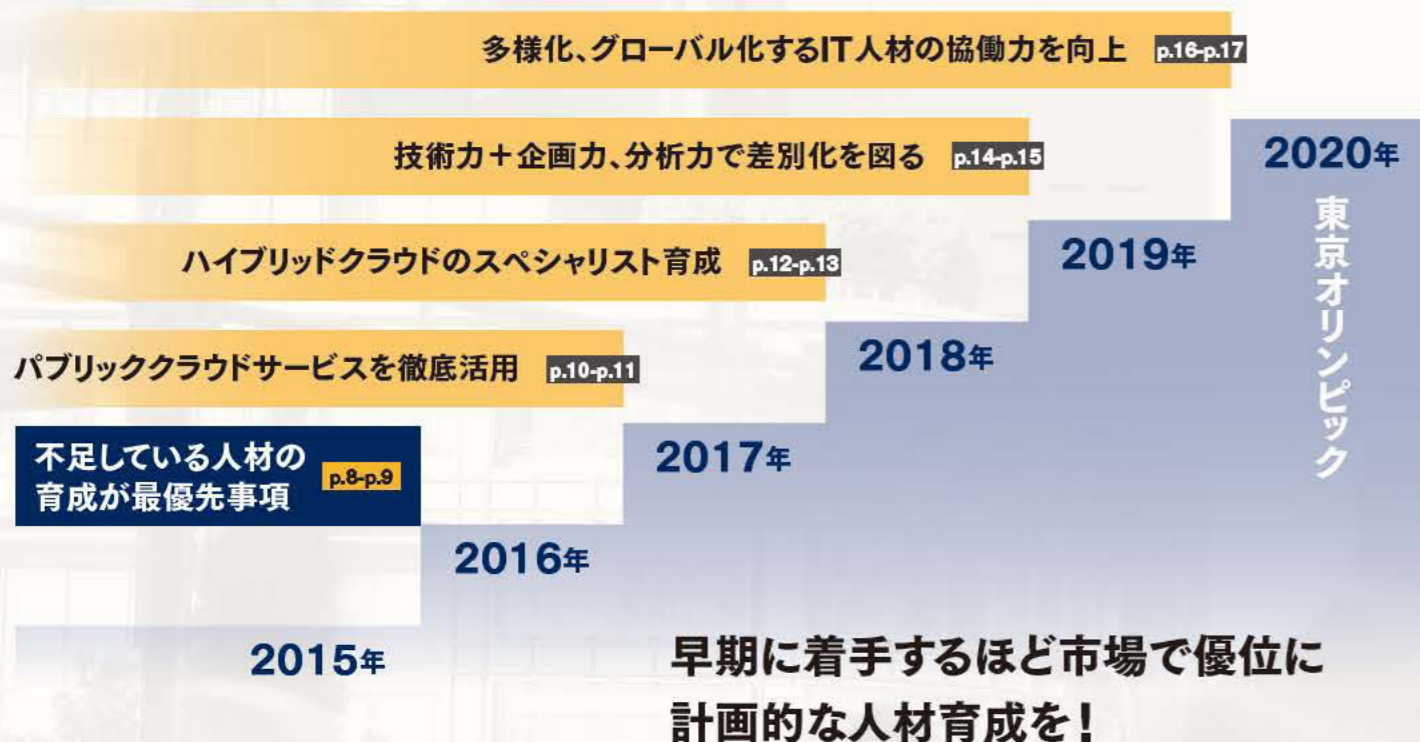 多様化、グローバル化するIT人材の協働力を向上 p.16-p.17
技術力＋企画力、分析力で差別化を図る p.14-p.15
2020年
東京オリンピック
ハイブリッドクラウドのスペシャリスト育成 p.12-p.13
2019年
パブリッククラウドサービスを徹底活用 p.10-p.11
2018年
不足している人材の
育成が最優先事項 p.8-p.9
2017年
2016年
2015年
早期に着手するほど市場で優位に
計画的な人材育成を！